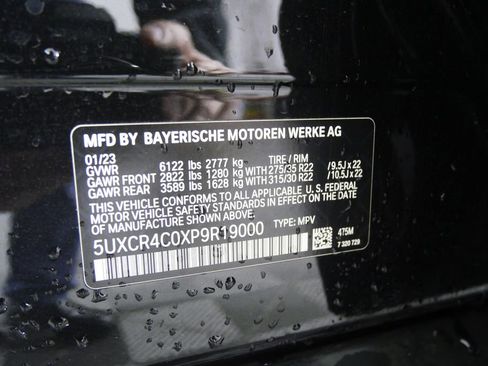 MFD BY BAYERISCHE MOTOREN WERKE AG
01/23
GVWR 6122 lbs 2777 kg TIRE / RIM
GAWR FRONT 2822 lbs 1280 kg WITH 275/35 R22 /9.5J x 22
GAWR REAR 3589 lbs 1628 kg WITH 315/30 R22 /10.5J x 22
THIS VEHICLE CONFORMS TO ALL APPLICABLE U.S. FEDERAL
MOTOR VEHICLE SAFETY STANDARDS IN EFFECT ON THE DATE
OF MANUFACTURE SHOWN ABOVE.
5UXCR4C0XP9R19000 TYPE: MPV
475M
7 320 729